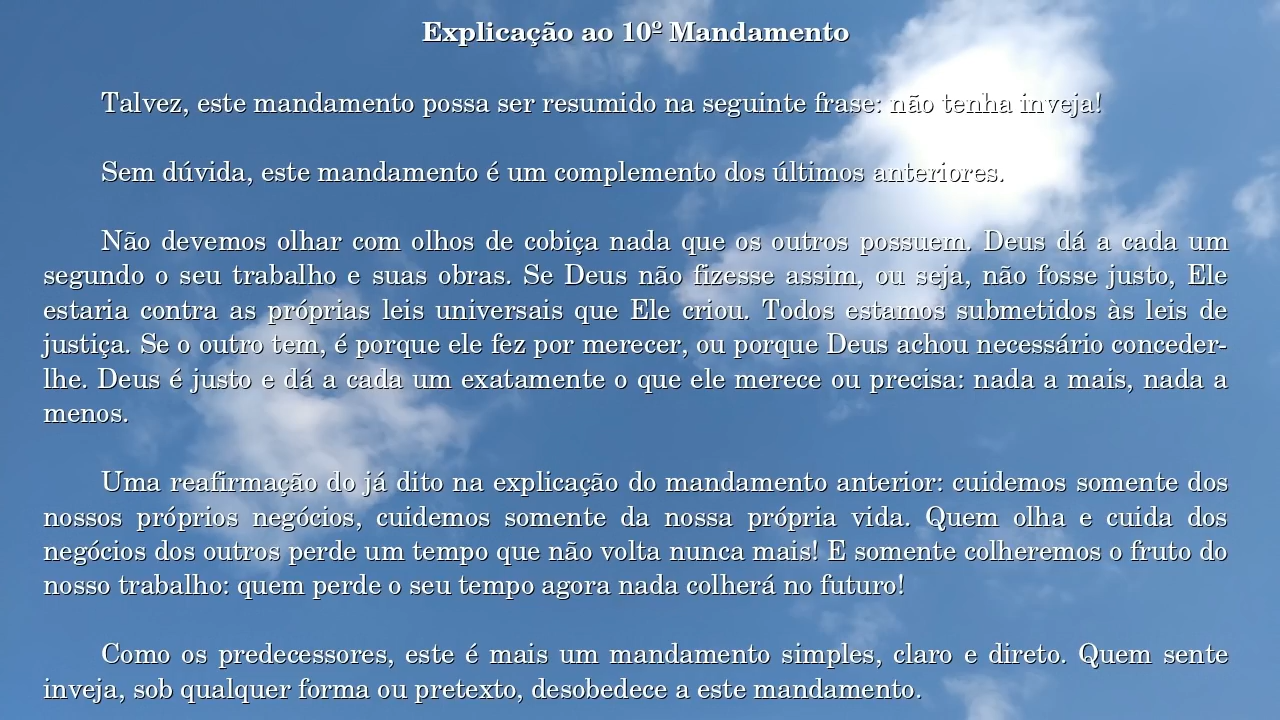 Explicação ao 10º Mandamento
Talvez, este mandamento possa ser resumido na seguinte frase: não tenha inveja!
Sem dúvida, este mandamento é um complemento dos últimos anteriores.
Não devemos olhar com olhos de cobiça nada que os outros possuem. Deus dá a cada um
segundo o seu trabalho e suas obras. Se Deus não fizesse assim, ou seja, não fosse justo, Ele
estaria contra as próprias leis universais que Ele criou. Todos estamos submetidos às leis de
justiça. Se o outro tem, é porque ele fez por merecer, ou porque Deus achou necessário conceder-
lhe. Deus é justo e dá a cada um exatamente o que ele merece ou precisa: nada a mais, nada a
menos.
Uma reafirmação do já dito na explicação do mandamento anterior: cuidemos somente dos
nossos próprios negócios, cuidemos somente da nossa própria vida. Quem olha e cuida dos
negócios dos outros perde um tempo que não volta nunca mais! E somente colheremos o fruto do
nosso trabalho: quem perde o seu tempo agora nada colherá no futuro!
Como os predecessores, este é mais um mandamento simples, claro e direto. Quem sente
inveja, sob qualquer forma ou pretexto, desobedece a este mandamento.